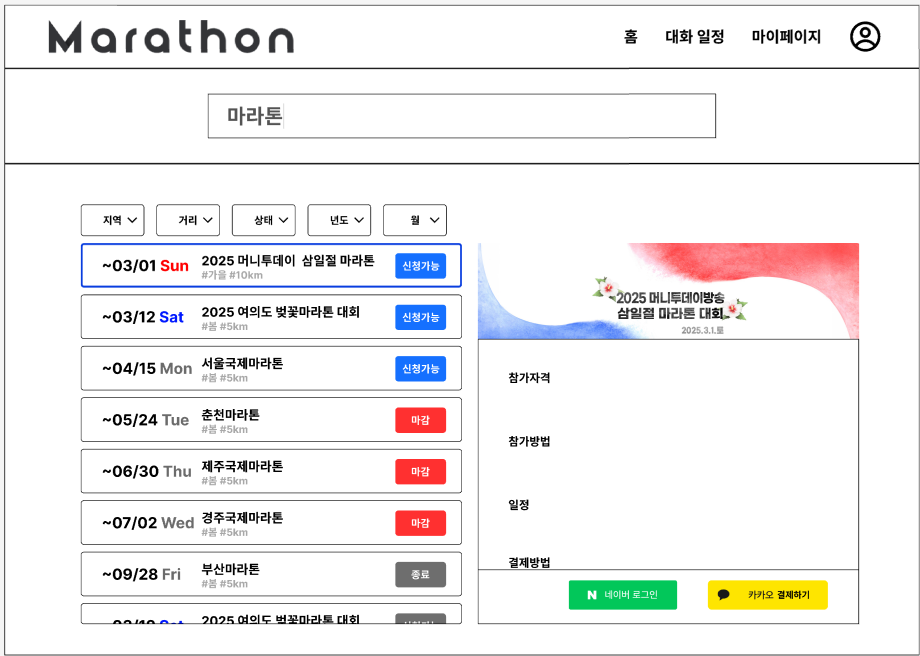 Marathon
홈 대화 일정 마이페이지
마라톤
지역 거리 상태 년도 월
~03/01 Sun 2025 머니투데이 삼일절 마라톤 신청가능
#가을 #10km
~03/12 Sat 2025 여의도 벚꽃마라톤 대회 신청가능
#봄 #5km
~04/15 Mon 서울국제마라톤 신청가능
#봄 #5km
~05/24 Tue 춘천마라톤 마감
#봄 #5km
~06/30 Thu 제주국제마라톤 마감
#봄 #5km
~07/02 Wed 경주국제마라톤 마감
#봄 #5km
~09/28 Fri 부산마라톤 종료
#봄 #5km
2025 여의도 벚꽃마라톤 대회
2025 머니투데이방송
삼일절 마라톤 대회
2025.3.1.토
참가자격
참가방법
일정
결제방법
N 네이버 로그인 카카오 결제하기